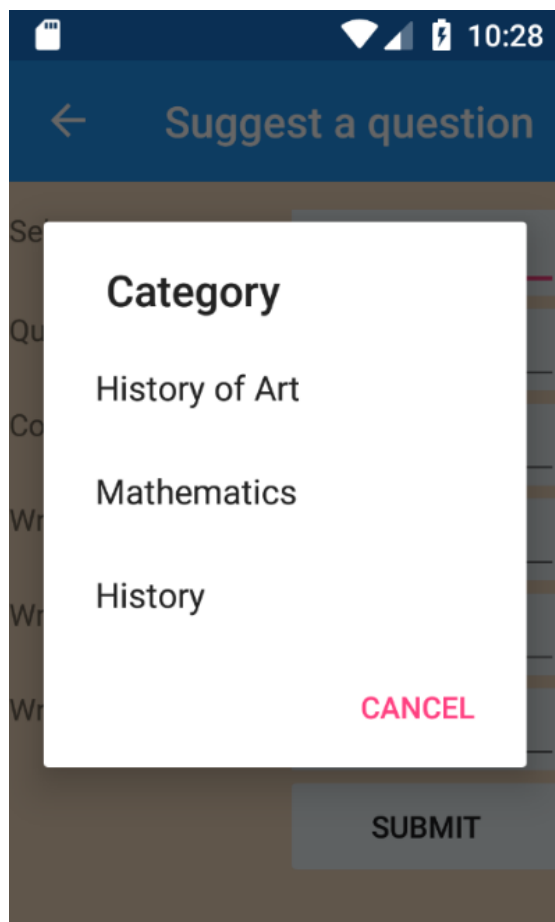 10:28
Suggest a question
Category
History of Art
Mathematics
History
CANCEL
SUBMIT